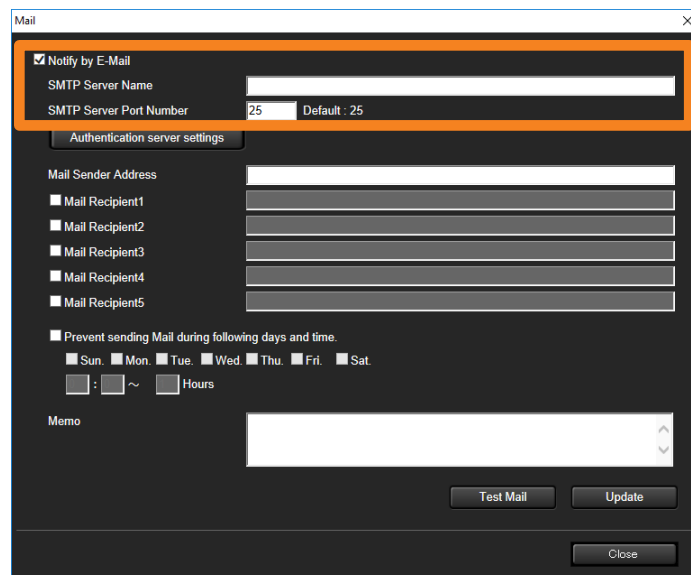 Mail
Notify by E-Mail
SMTP Server Name
SMTP Server Port Number 25 Default : 25
Authentication server settings
Mail Sender Address
Mail Recipient1
Mail Recipient2
Mail Recipient3
Mail Recipient4
Mail Recipient5
Prevent sending Mail during following days and time.
Sun. Mon. Tue. Wed. Thu. Fri. Sat.
: ～ Hours
Memo
Test Mail Update
Close